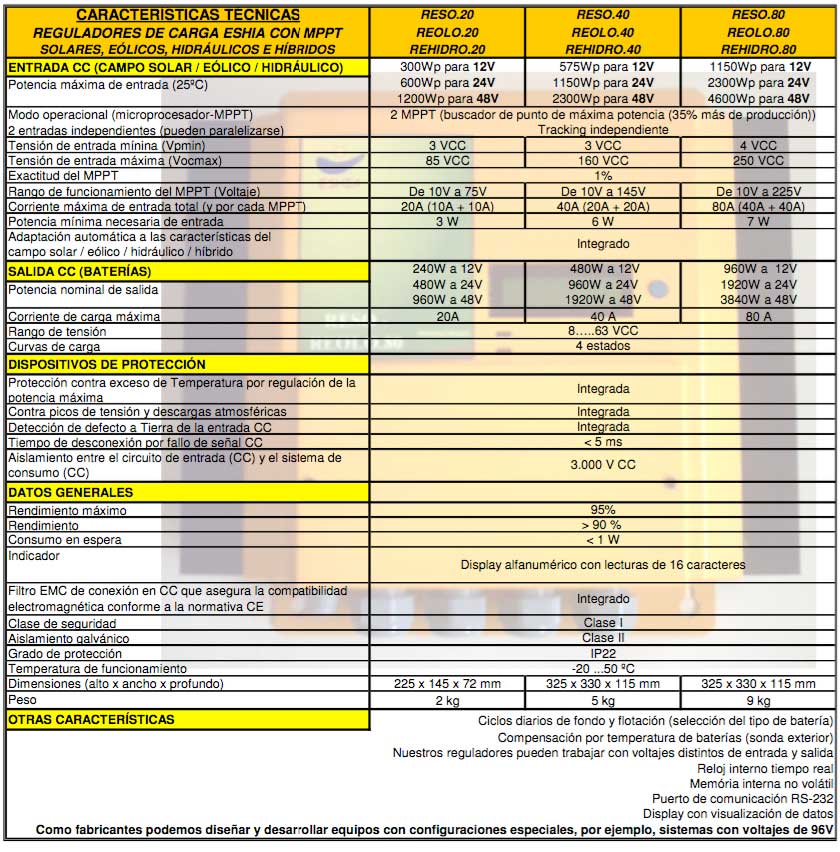 CARACTERISTICAS TECNICAS RESO.20 RESO.40 RESO.80
REGULADORES DE CARGA ESHIA CON MPPT REOLO.20 REOLO.40 REOLO.80
SOLARES, EÓLICOS, HIDRÁULICOS E HÍBRIDOS REHIDRO.20 REHIDRO.40 REHIDRO.80
ENTRADA CC (CAMPO SOLAR / EÓLICO / HIDRÁULICO) 300Wp para 12V 575Wp para 12V 1150Wp para 12V
Potencia máxima de entrada (25ºC) 600Wp para 24V 1150Wp para 24V 2300Wp para 24V
1200Wp para 48V 2300Wp para 48V 4600Wp para 48V
Modo operacional (microprocesador-MPPT) 2 MPPT (buscador de punto de máxima potencia (35% más de producción))
2 entradas independientes (pueden paralelizarse) Tracking independiente
Tensión de entrada mínina (Vpmin) 3 VCC 3 VCC 4 VCC
Tensión de entrada máxima (Vocmax) 85 VCC 160 VCC 250 VCC
Exactitud del MPPT 1%
Rango de funcionamiento del MPPT (Voltaje) De 10V a 75V De 10V a 145V De 10V a 225V
Corriente máxima de entrada total (y por cada MPPT) 20A (10A + 10A) 40A (20A + 20A) 80A (40A + 40A)
Potencia mínima necesaria de entrada 3 W 6 W 7 W
Adaptación automática a las características del
campo solar / eólico / hidráulico / híbrido Integrado
SALIDA CC (BATERÍAS) 240W a 12V 480W a 12V 960W a 12V
Potencia nominal de salida 480W a 24V 960W a 24V 1920W a 24V
960W a 48V 1920W a 48V 3840W a 48V
Corriente de carga máxima 20A 40 A 80 A
Rango de tensión 8.....63 VCC
Curvas de carga 4 estados
DISPOSITIVOS DE PROTECCIÓN
Protección contra exceso de Temperatura por regulación de la
potencia máxima Integrada
Contra picos de tensión y descargas atmosféricas Integrada
Detección de defecto a Tierra de la entrada CC Integrada
Tiempo de desconexión por fallo de señal CC < 5 ms
Aislamiento entre el circuito de entrada (CC) y el sistema de
consumo (CC) 3.000 V CC
DATOS GENERALES
Rendimiento máximo 95%
Rendimiento > 90 %
Consumo en espera < 1 W
Indicador Display alfanumérico con lecturas de 16 caracteres
Filtro EMC de conexión en CC que asegura la compatibilidad
electromagnética conforme a la normativa CE Integrado
Clase de seguridad Clase I
Aislamiento galvánico Clase II
Grado de protección IP22
Temperatura de funcionamiento -20 ...50 ºC
Dimensiones (alto x ancho x profundo) 225 x 145 x 72 mm 325 x 330 x 115 mm 325 x 330 x 115 mm
Peso 2 kg 5 kg 9 kg
OTRAS CARACTERÍSTICAS Ciclos diarios de fondo y flotación (selección del tipo de batería)
Compensación por temperatura de baterías (sonda exterior)
Nuestros reguladores pueden trabajar con voltajes distintos de entrada y salida
Reloj interno tiempo real
Memória interna no volátil
Puerto de comunicación RS-232
Display con visualización de datos
Como fabricantes podemos diseñar y desarrollar equipos con configuraciones especiales, por ejemplo, sistemas con voltajes de 96V